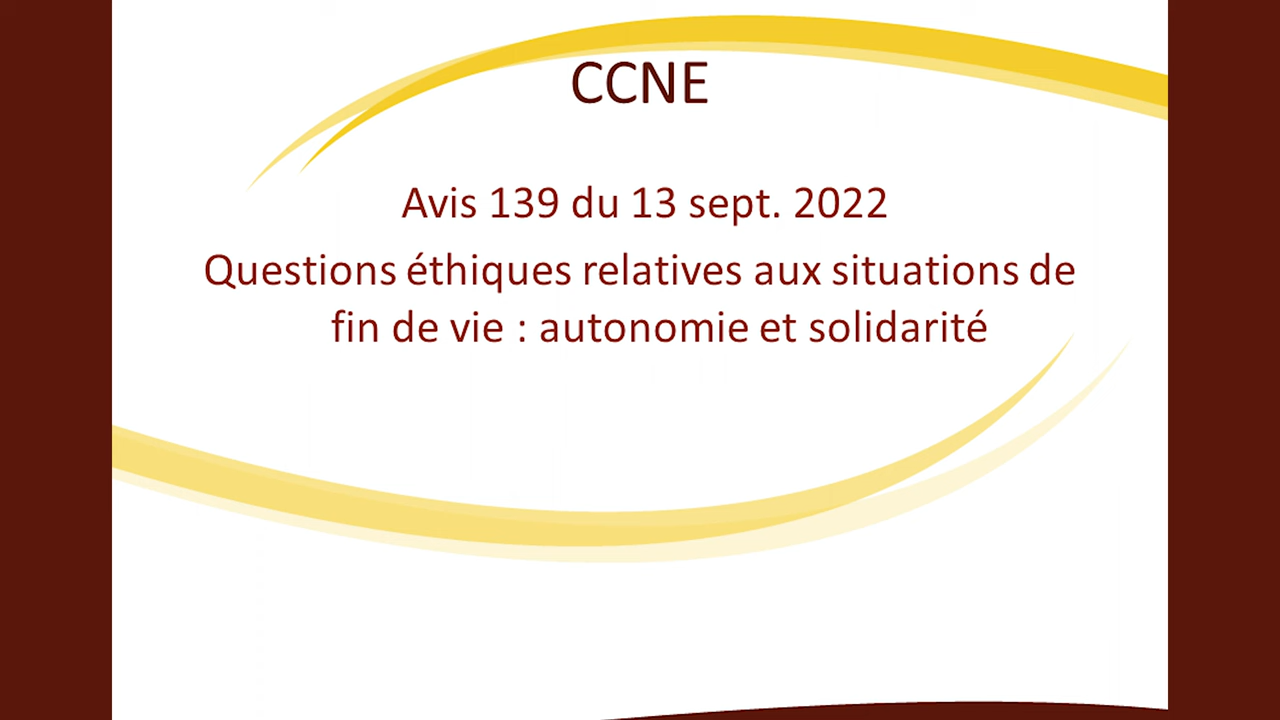 CCNE
Avis 139 du 13 sept. 2022
Questions éthiques relatives aux situations de
fin de vie : autonomie et solidarité